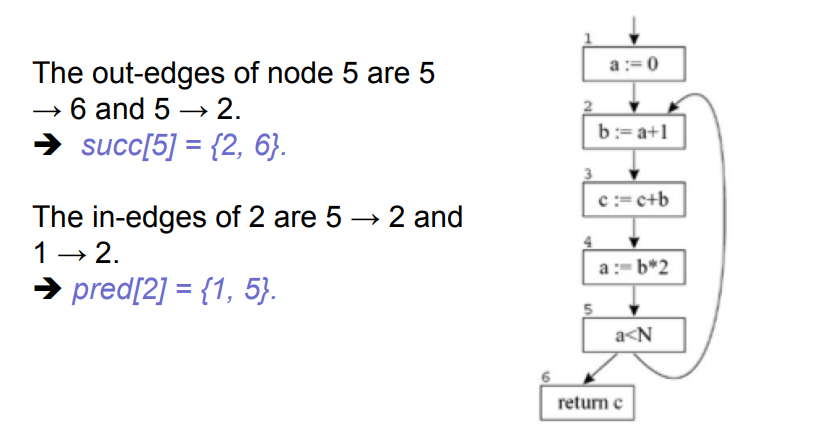 The out-edges of node 5 are 5
→ 6 and 5 → 2.
➔ succ[5] = {2, 6}.
The in-edges of 2 are 5 → 2 and
1 → 2.
➔ pred[2] = {1, 5}.
1
a := 0
2
b := a+1
3
c := c+b
4
a := b*2
5
a<N
6
return c